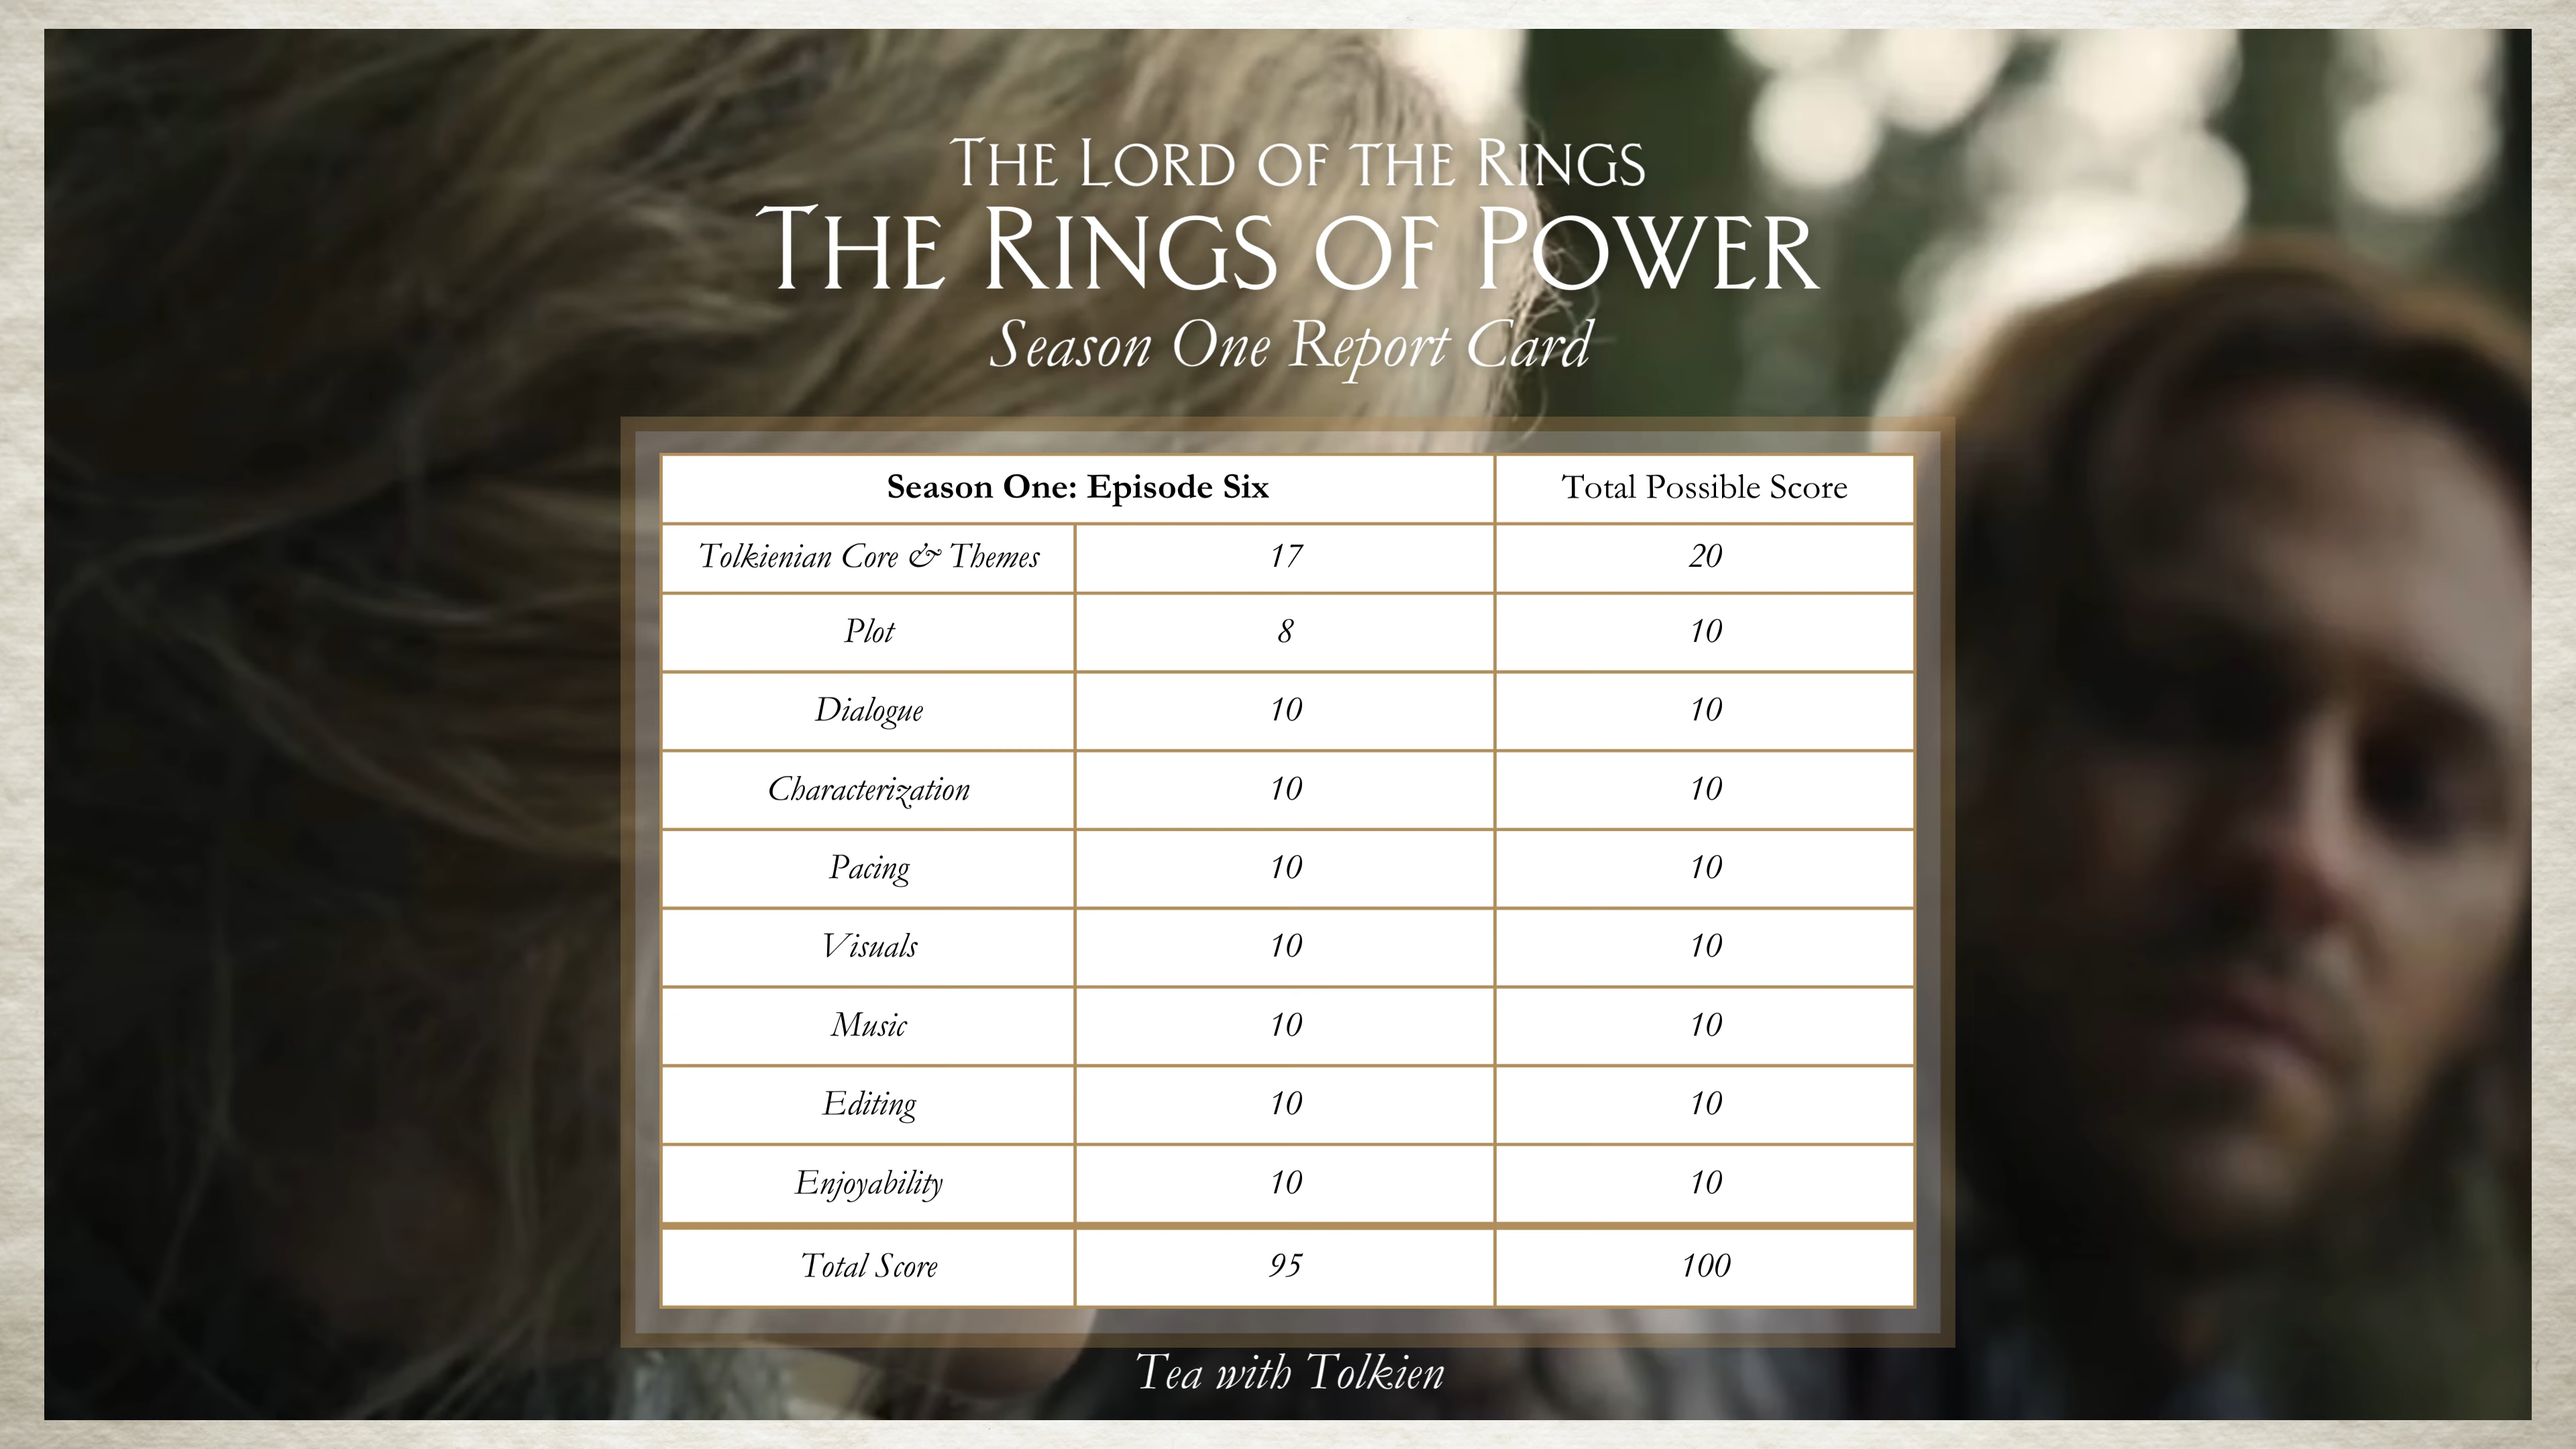 The Lord of the Rings
The Rings of Power
Season One Report Card
Season One: Episode Six Total Possible Score
Tolkienian Core & Themes 17 20
Plot 8 10
Dialogue 10 10
Characterization 10 10
Pacing 10 10
Visuals 10 10
Music 10 10
Editing 10 10
Enjoyability 10 10
Total Score 95 100
Tea with Tolkien